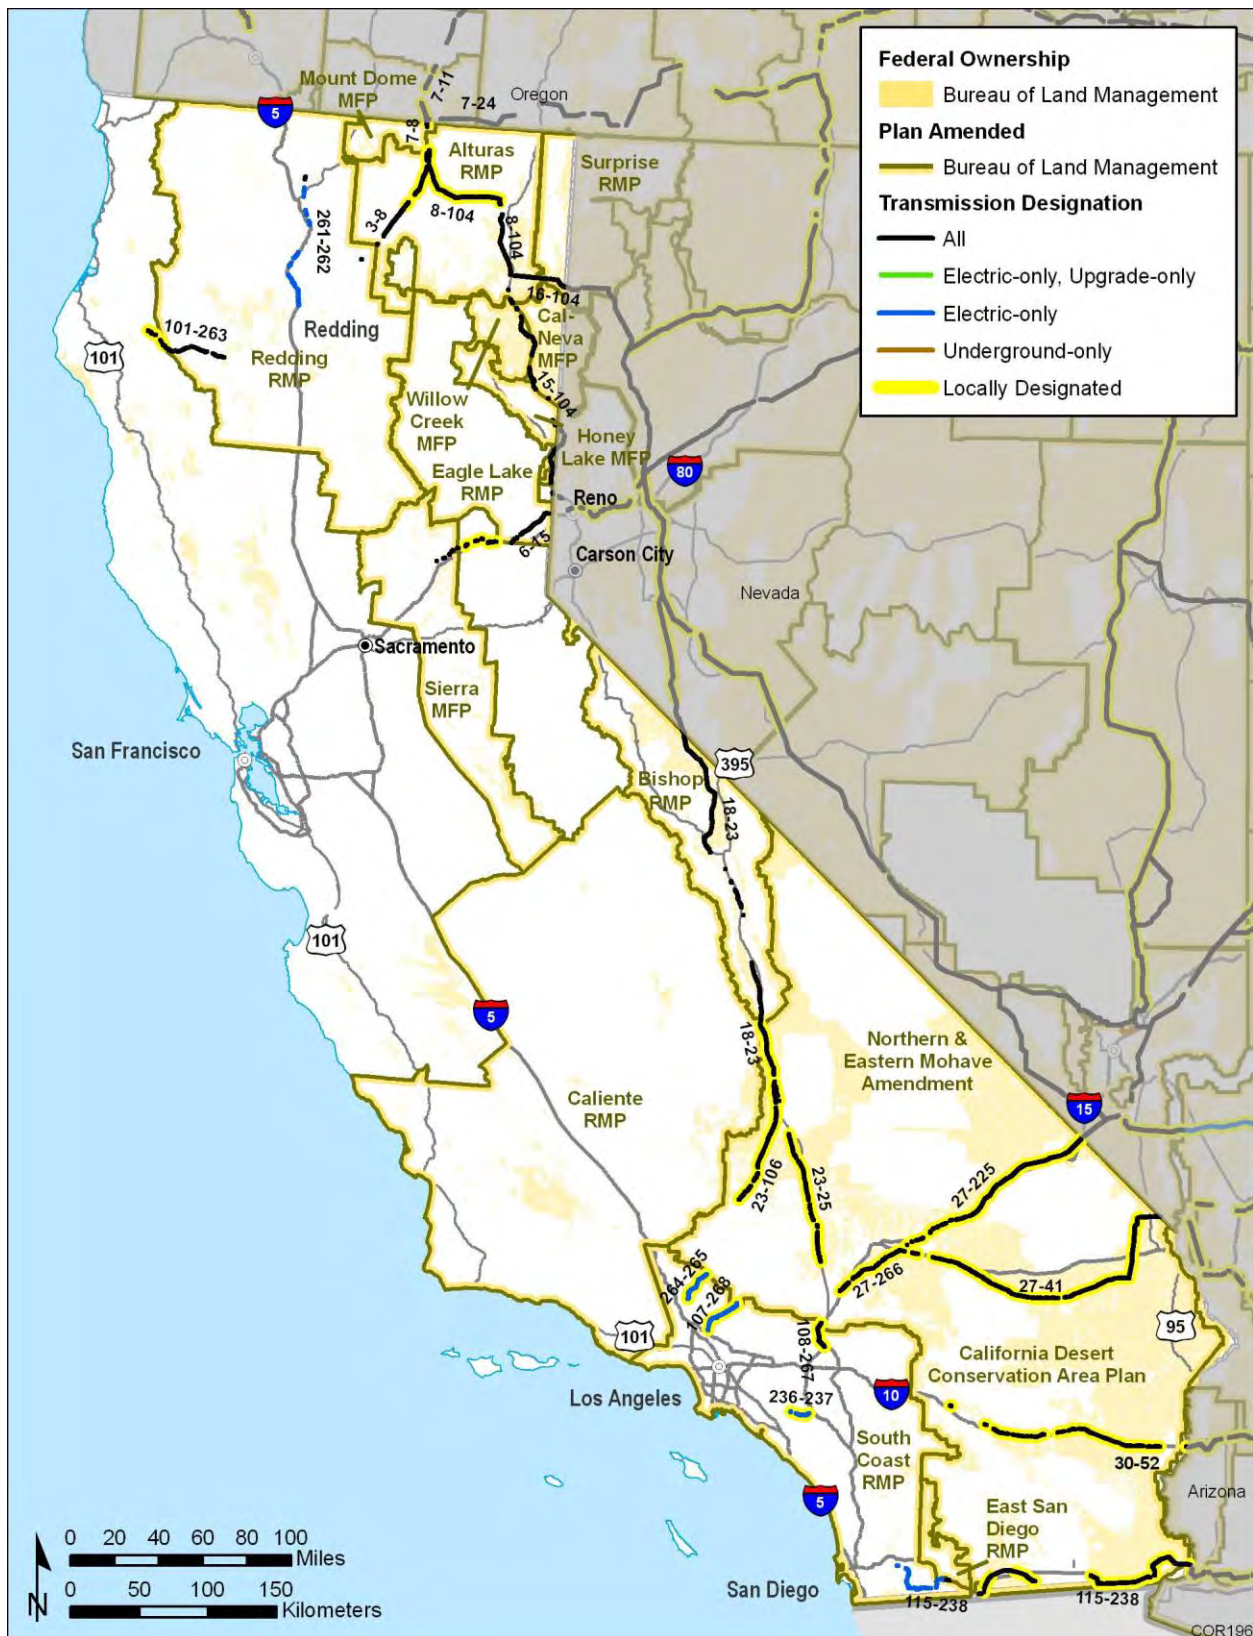 Federal Ownership
Bureau of Land Management
Plan Amended
Bureau of Land Management
Transmission Designation
All
Electric-only, Upgrade-only
Electric-only
Underground-only
Locally Designated
Mount Dome
MFP
7-11
7-24
Oregon
5
7-8
Alturas
RMP
Surprise
RMP
3-8
8-104
8-104
261-262
16-104
101-263
Redding
Redding
RMP
101
Cal-
Neva
MFP
15-104
Willow
Creek
MFP
Honey
Lake MFP
80
Eagle Lake
RMP
Reno
6-15
Carson City
Nevada
Sacramento
Sierra
MFP
San Francisco
395
Bishop
RMP
18-23
101
5
18-23
Northern &
Eastern Mohave
Amendment
Caliente
RMP
15
23-106
23-25
27-225
264-265
107-268
27-266
27-41
101
108-267
95
California Desert
Conservation Area Plan
Los Angeles
236-237
10
South
Coast
RMP
30-52
5
East San
Diego
RMP
Arizona
0 20 40 60 80 100
Miles
0 50 100 150
Kilometers
N
San Diego
115-238
115-238
COR196